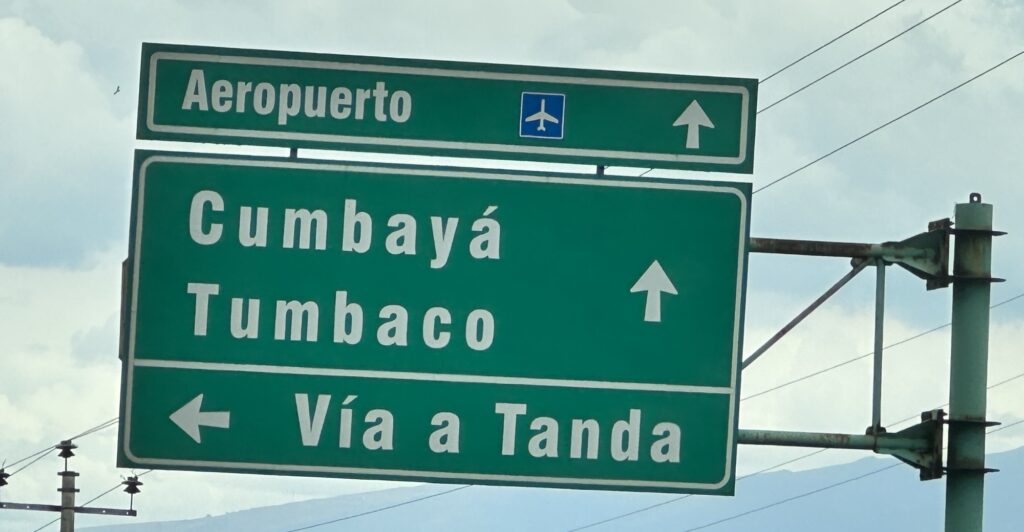 Aeropuerto
Cumbayá
Tumbaco
Vía a Tanda